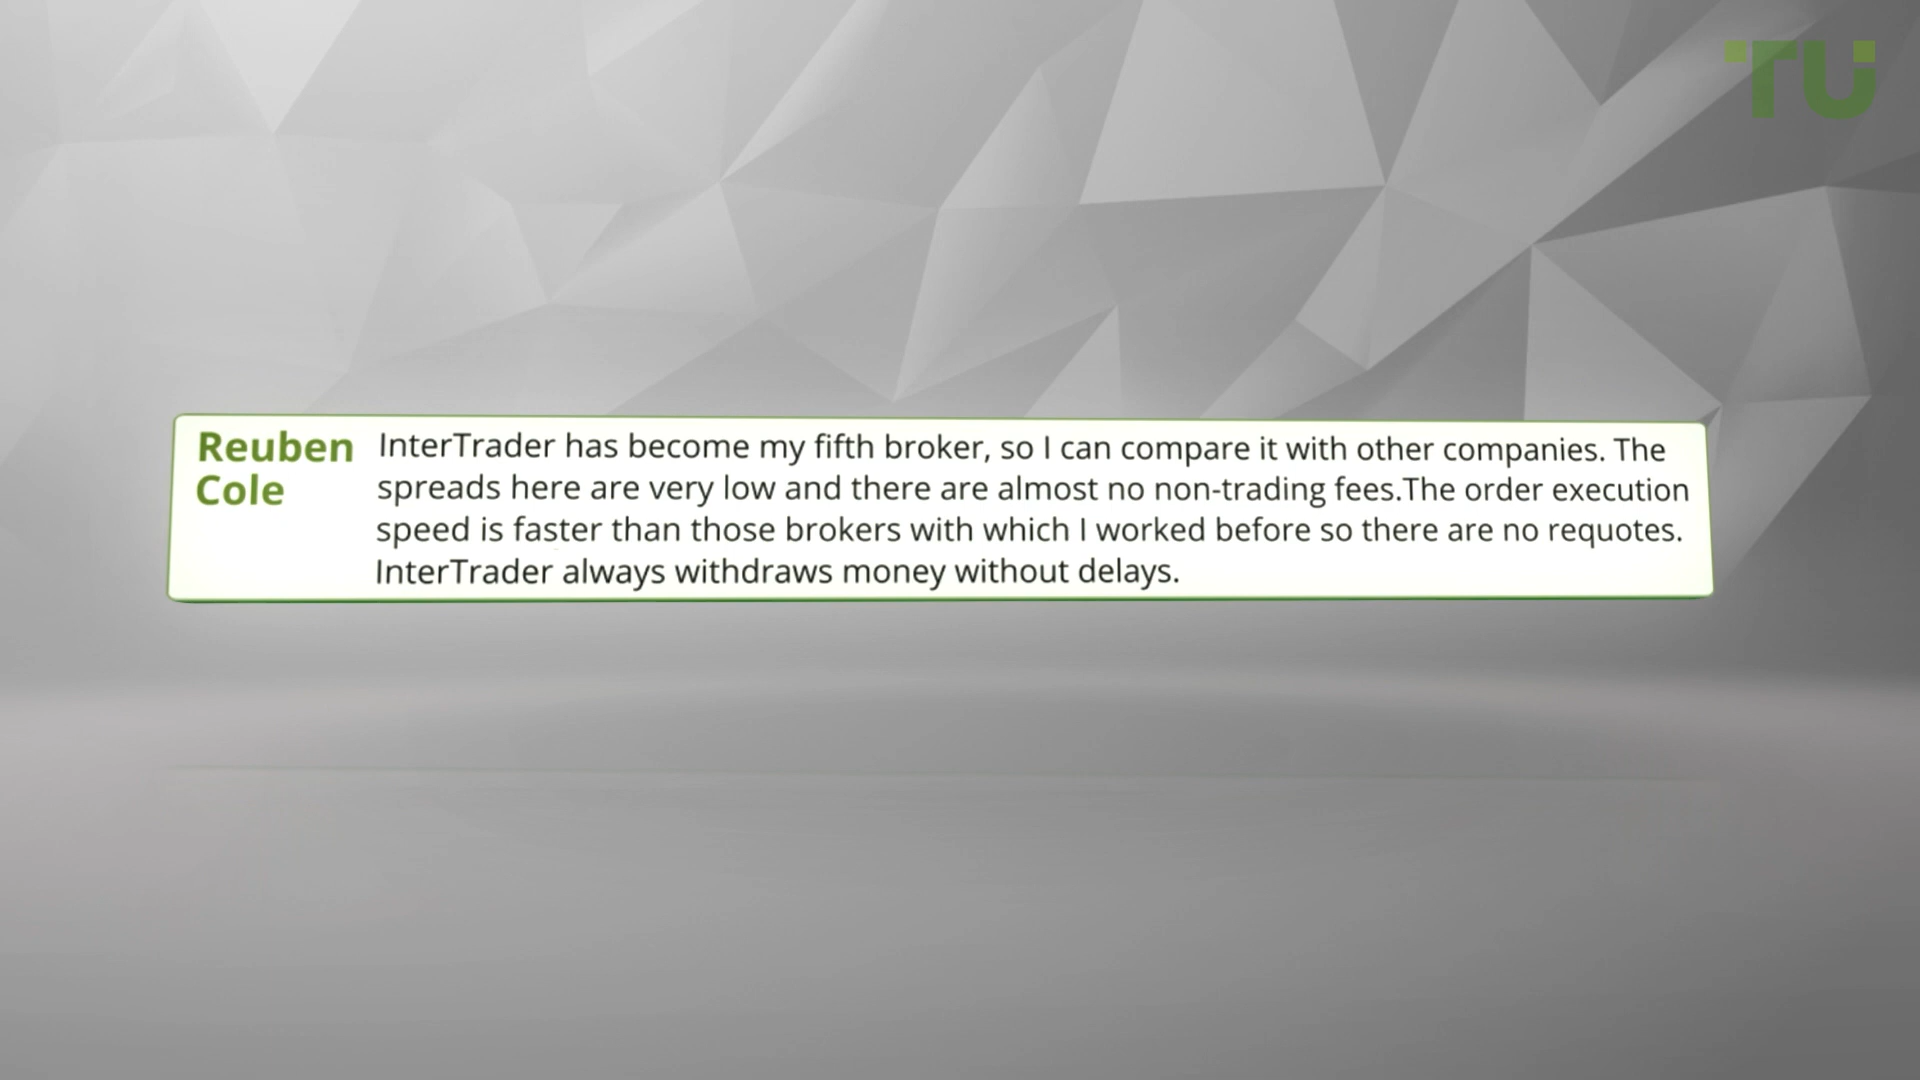 TU
Reuben
Cole
InterTrader has become my fifth broker, so I can compare it with other companies. The
spreads here are very low and there are almost no non-trading fees.The order execution
speed is faster than those brokers with which I worked before so there are no requotes.
InterTrader always withdraws money without delays.